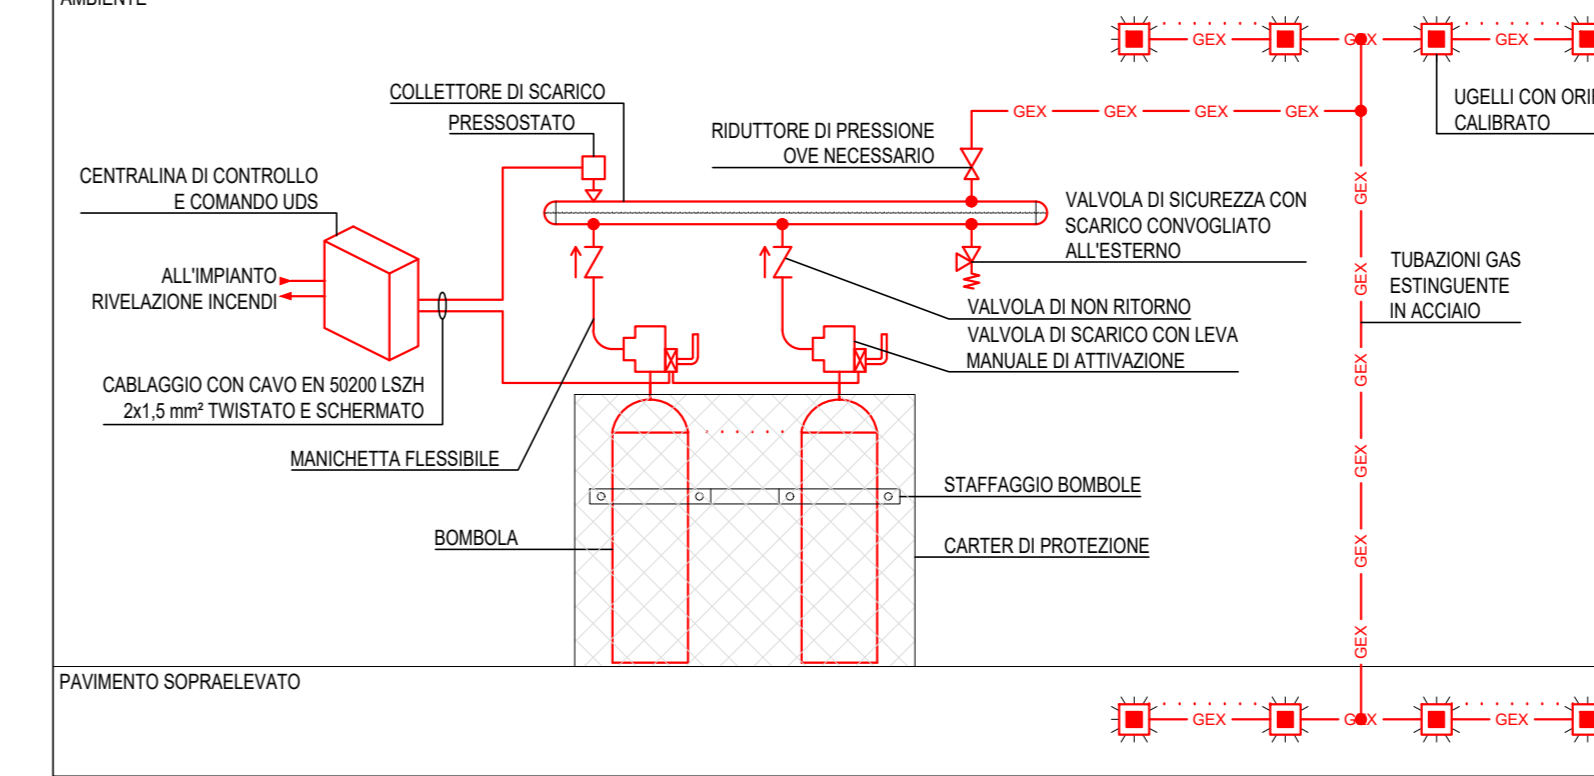 AMBIENTE
GEX GEX GEX
COLLETTORE DI SCARICO
PRESSOSTATO
UGELLI CON
CALIBRATO
GEX GEX GEX GEX
RIDUTTORE DI PRESSIONE
OVE NECESSARIO
CENTRALINA DI CONTROLLO
E COMANDO UDS
VALVOLA DI SICUREZZA CON
SCARICO CONVOGLIATO
ALL'ESTERNO
ALL'IMPIANTO
RIVELAZIONE INCENDI
TUBAZIONI GAS
ESTINGUENTE
IN ACCIAIO
VALVOLA DI NON RITORNO
VALVOLA DI SCARICO CON LEVA
MANUALE DI ATTIVAZIONE
CABLAGGIO CON CAVO EN 50200 LSZH
2x1,5 mm² TWISTATO E SCHERMATO
MANICHETTA FLESSIBILE
STAFFAGGIO BOMBOLE
BOMBOLA
CARTER DI PROTEZIONE
GEX
GEX
GEX
GEX
GEX
GEX
PAVIMENTO SOPRAELEVATO
GEX GEX GEX